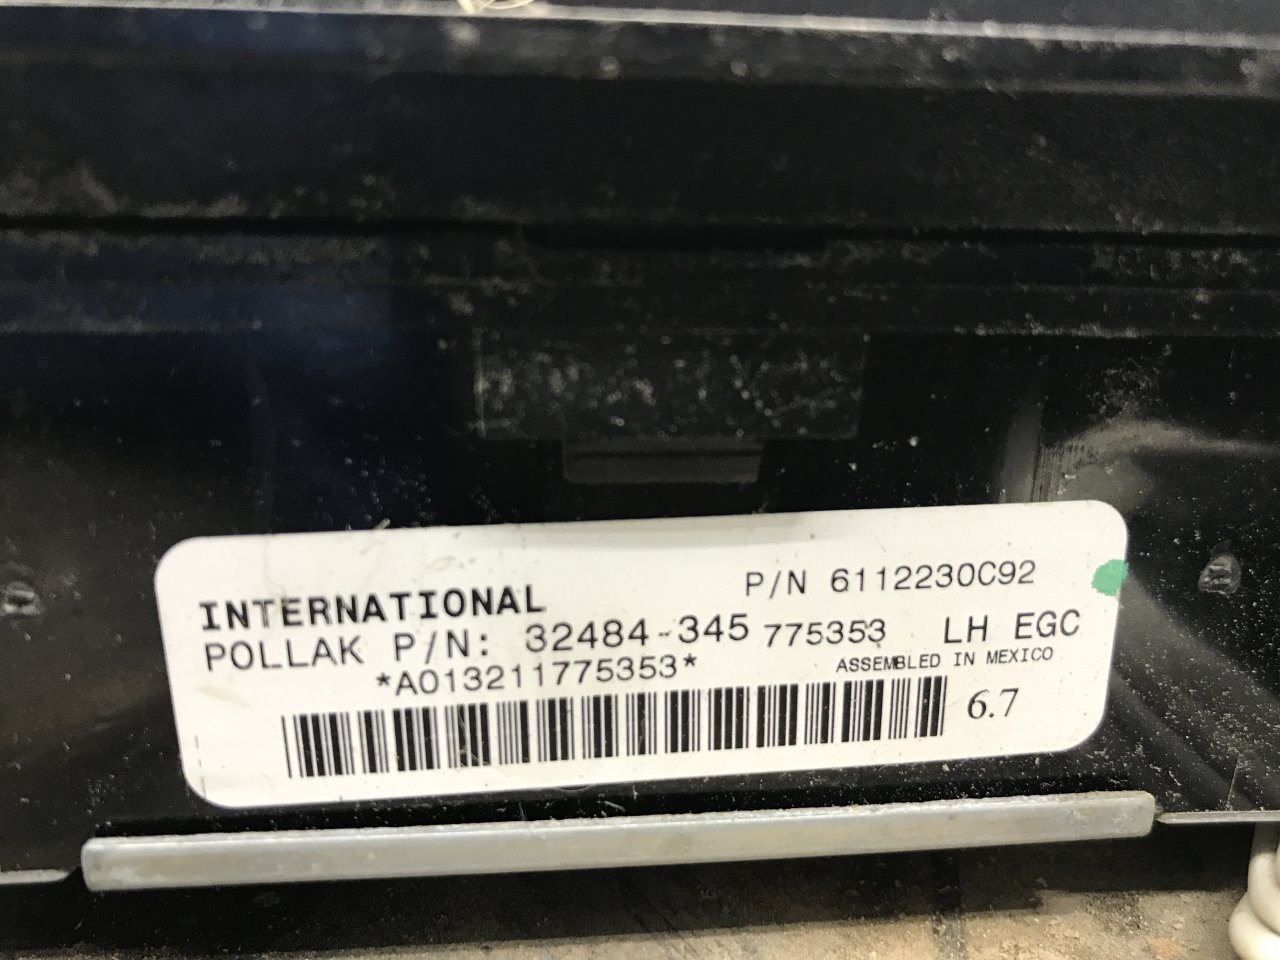 INTERNATIONAL P/N 6112230C92
POLLAK P/N: 32484-345 775353 LH EGC
*A013211775353* ASSEMBLED IN MEXICO
6.7